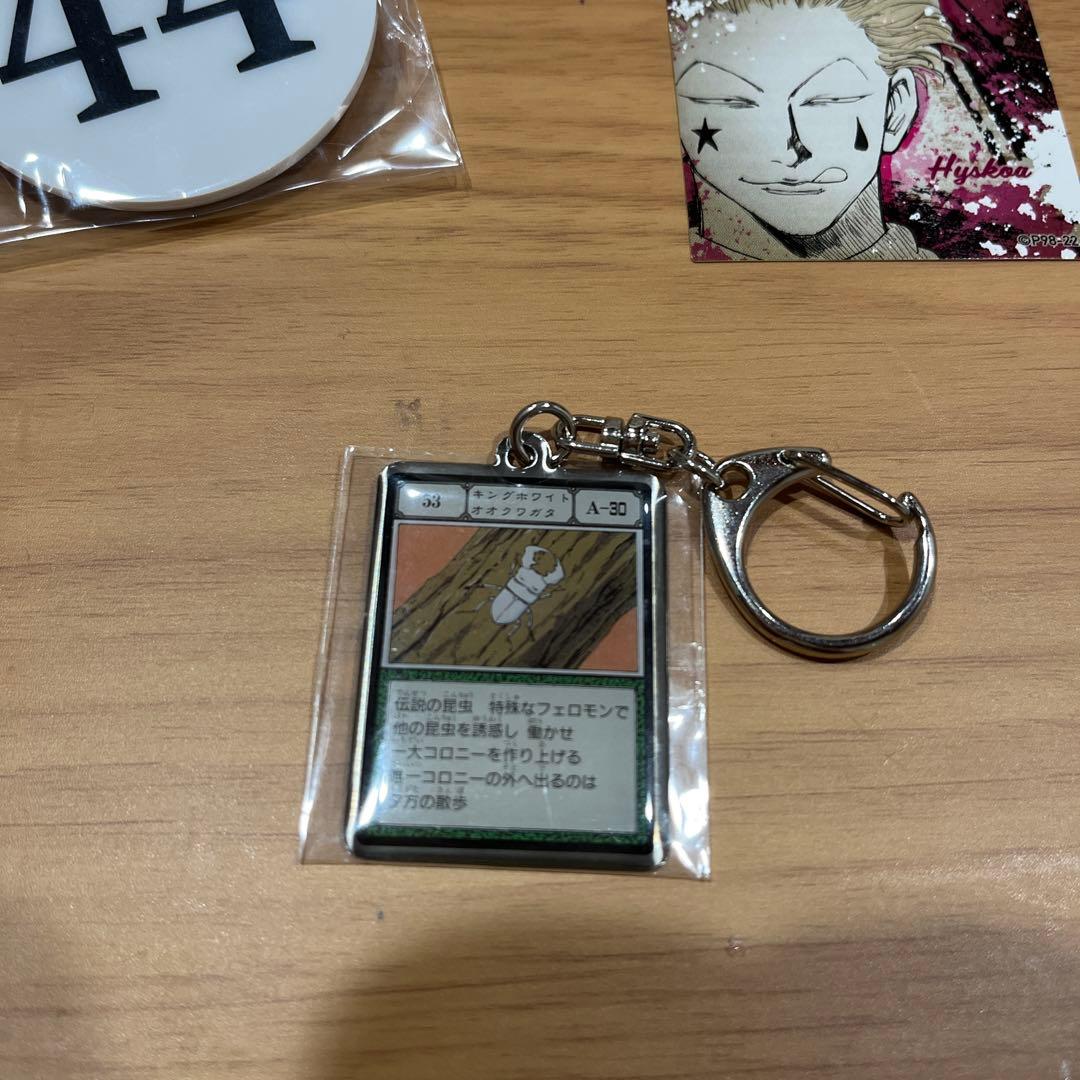 44
Hyskoa
©P98-22
53
キングホワイト
オオクワガタ
A-30
伝説の昆虫 特殊なフェロモンで
他の昆虫を誘惑し 働かせ
一大コロニーを作り上げる
唯一コロニーの外へ出るのは
夕方の散歩